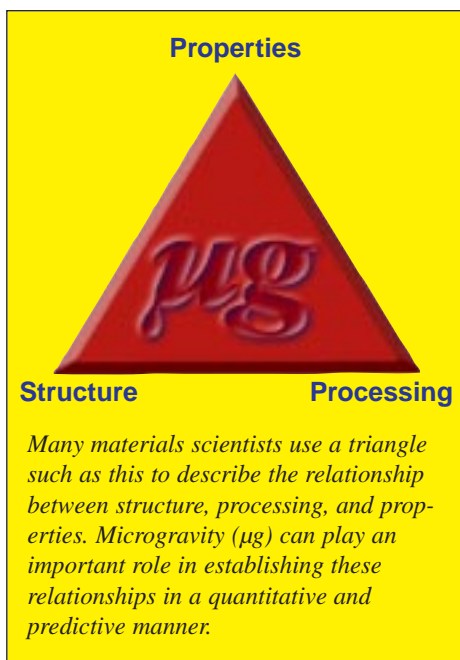 Properties
µg
Structure Processing
Many materials scientists use a triangle
such as this to describe the relationship
between structure, processing, and prop-
erties. Microgravity (µg) can play an
important role in establishing these
relationships in a quantitative and
predictive manner.